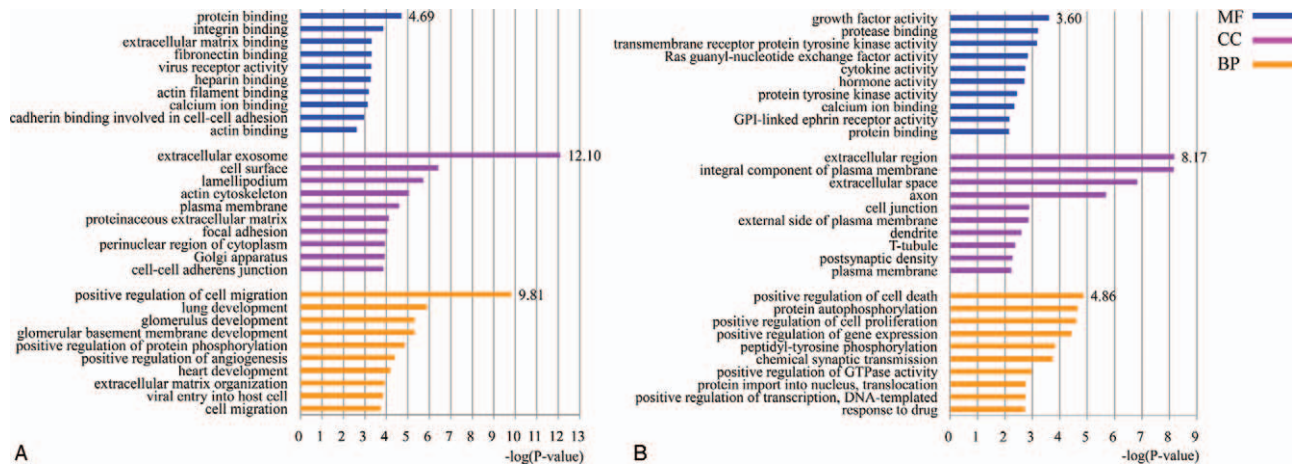 protein binding 4.69
integrin binding
extracellular matrix binding
fibronectin binding
virus receptor activity
heparin binding
actin filament binding
calcium ion binding
cadherin binding involved in cell-cell adhesion
actin binding
extracellular exosome 12.10
cell surface
lamellipodium
actin cytoskeleton
plasma membrane
proteinaceous extracellular matrix
focal adhesion
perinuclear region of cytoplasm
Golgi apparatus
cell-cell adherens junction
positive regulation of cell migration 9.81
lung development
glomerulus development
glomerular basement membrane development
positive regulation of protein phosphorylation
positive regulation of angiogenesis
heart development
extracellular matrix organization
viral entry into host cell
cell migration
0 1 2 3 4 5 6 7 8 9 10 11 12 13
A -log(P-value)
growth factor activity 3.60
protease binding
transmembrane receptor protein tyrosine kinase activity
Ras guanyl-nucleotide exchange factor activity
cytokine activity
hormone activity
protein tyrosine kinase activity
calcium ion binding
GPI-linked ephrin receptor activity
protein binding
extracellular region 8.17
integral component of plasma membrane
extracellular space
axon
cell junction
external side of plasma membrane
dendrite
T-tubule
postsynaptic density
plasma membrane
positive regulation of cell death 4.86
protein autophosphorylation
positive regulation of cell proliferation
positive regulation of gene expression
peptidyl-tyrosine phosphorylation
chemical synaptic transmission
positive regulation of GTPase activity
protein import into nucleus, translocation
positive regulation of transcription, DNA-templated
response to drug
0 1 2 3 4 5 6 7 8 9
B -log(P-value)
MF
CC
BP